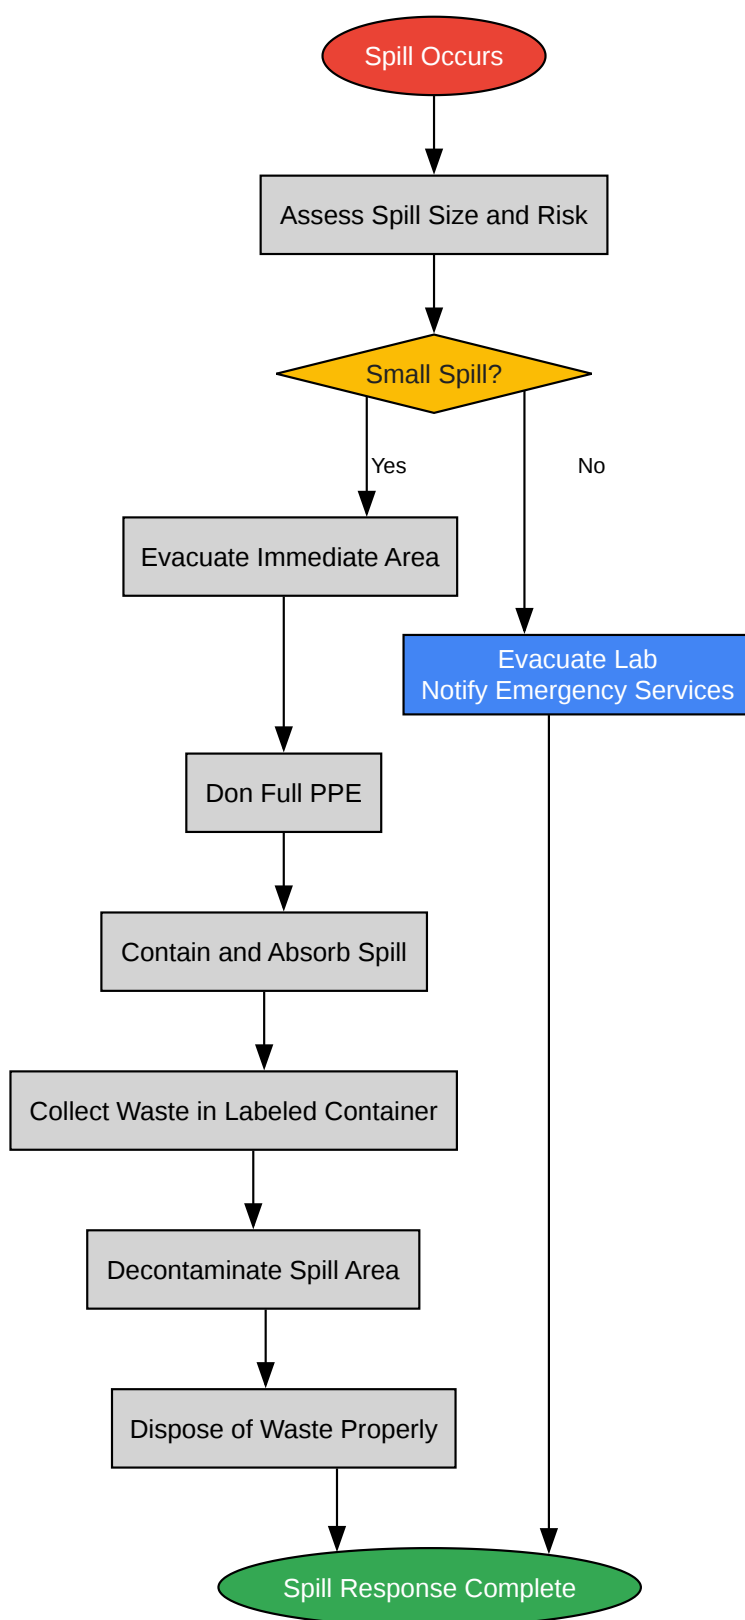 Spill Occurs
Assess Spill Size and Risk
Small Spill?
Yes
No
Evacuate Immediate Area
Evacuate Lab
Notify Emergency Services
Don Full PPE
Contain and Absorb Spill
Collect Waste in Labeled Container
Decontaminate Spill Area
Dispose of Waste Properly
Spill Response Complete